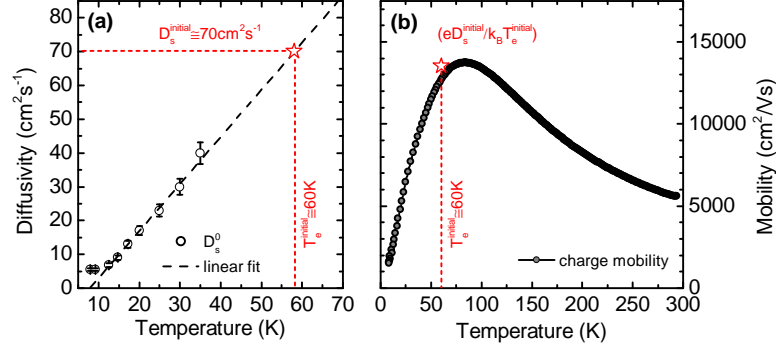 (a)
D_s^initial≅70cm²s⁻¹
Diffusivity (cm²s⁻¹)
80
70
60
50
40
30
20
10
0
T_e^initial≅60K
D_s^0
linear fit
10 20 30 40 50 60 70
Temperature (K)
(b)
(eD_s^initial/k_BT_e^initial)
T_e^initial≅60K
charge mobility
15000
10000
5000
0
Mobility (cm²/Vs)
0 50 100 150 200 250 300
Temperature (K)